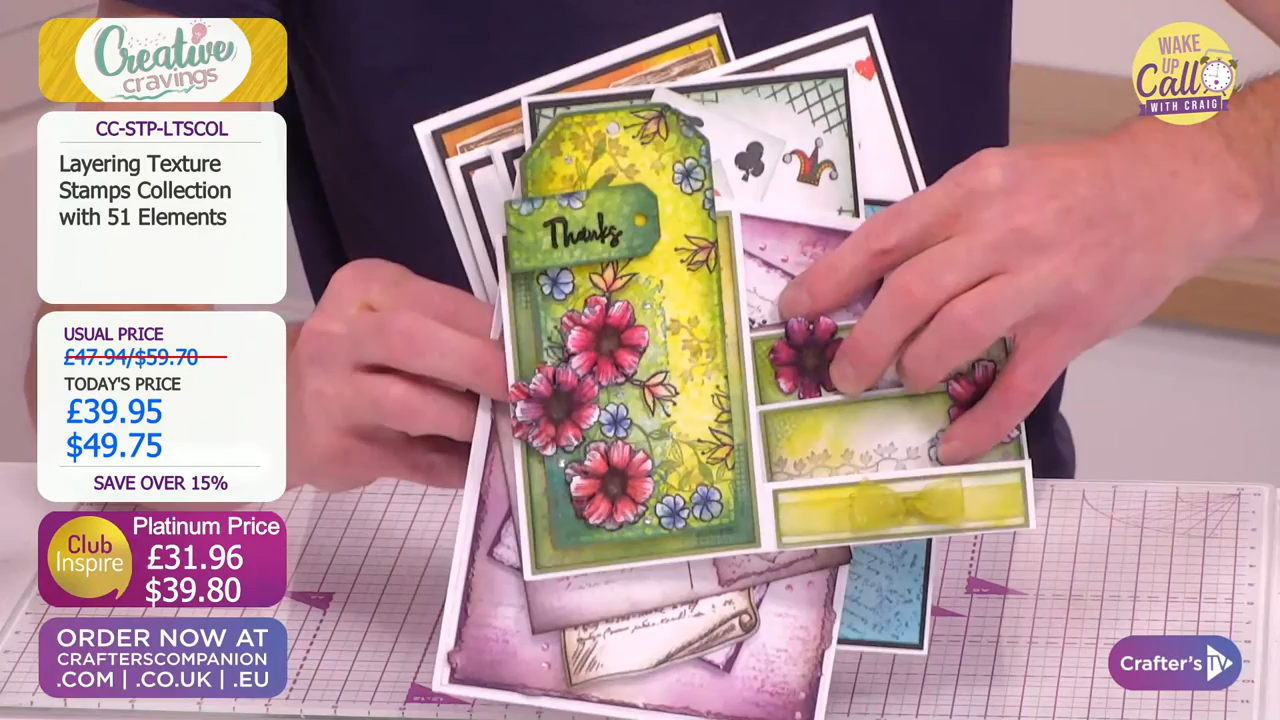 Creative
cravings
CC-STP-LTSCOL
Layering Texture
Stamps Collection
with 51 Elements
USUAL PRICE
£47.94/$59.70
TODAY'S PRICE
£39.95
$49.75
SAVE OVER 15%
Club
Inspire
Platinum Price
£31.96
$39.80
ORDER NOW AT
CRAFTERSCOMPANION
.COM | .CO.UK | .EU
WAKE
UP
Call
WITH CRAIG
Thanks
Crafter's TV